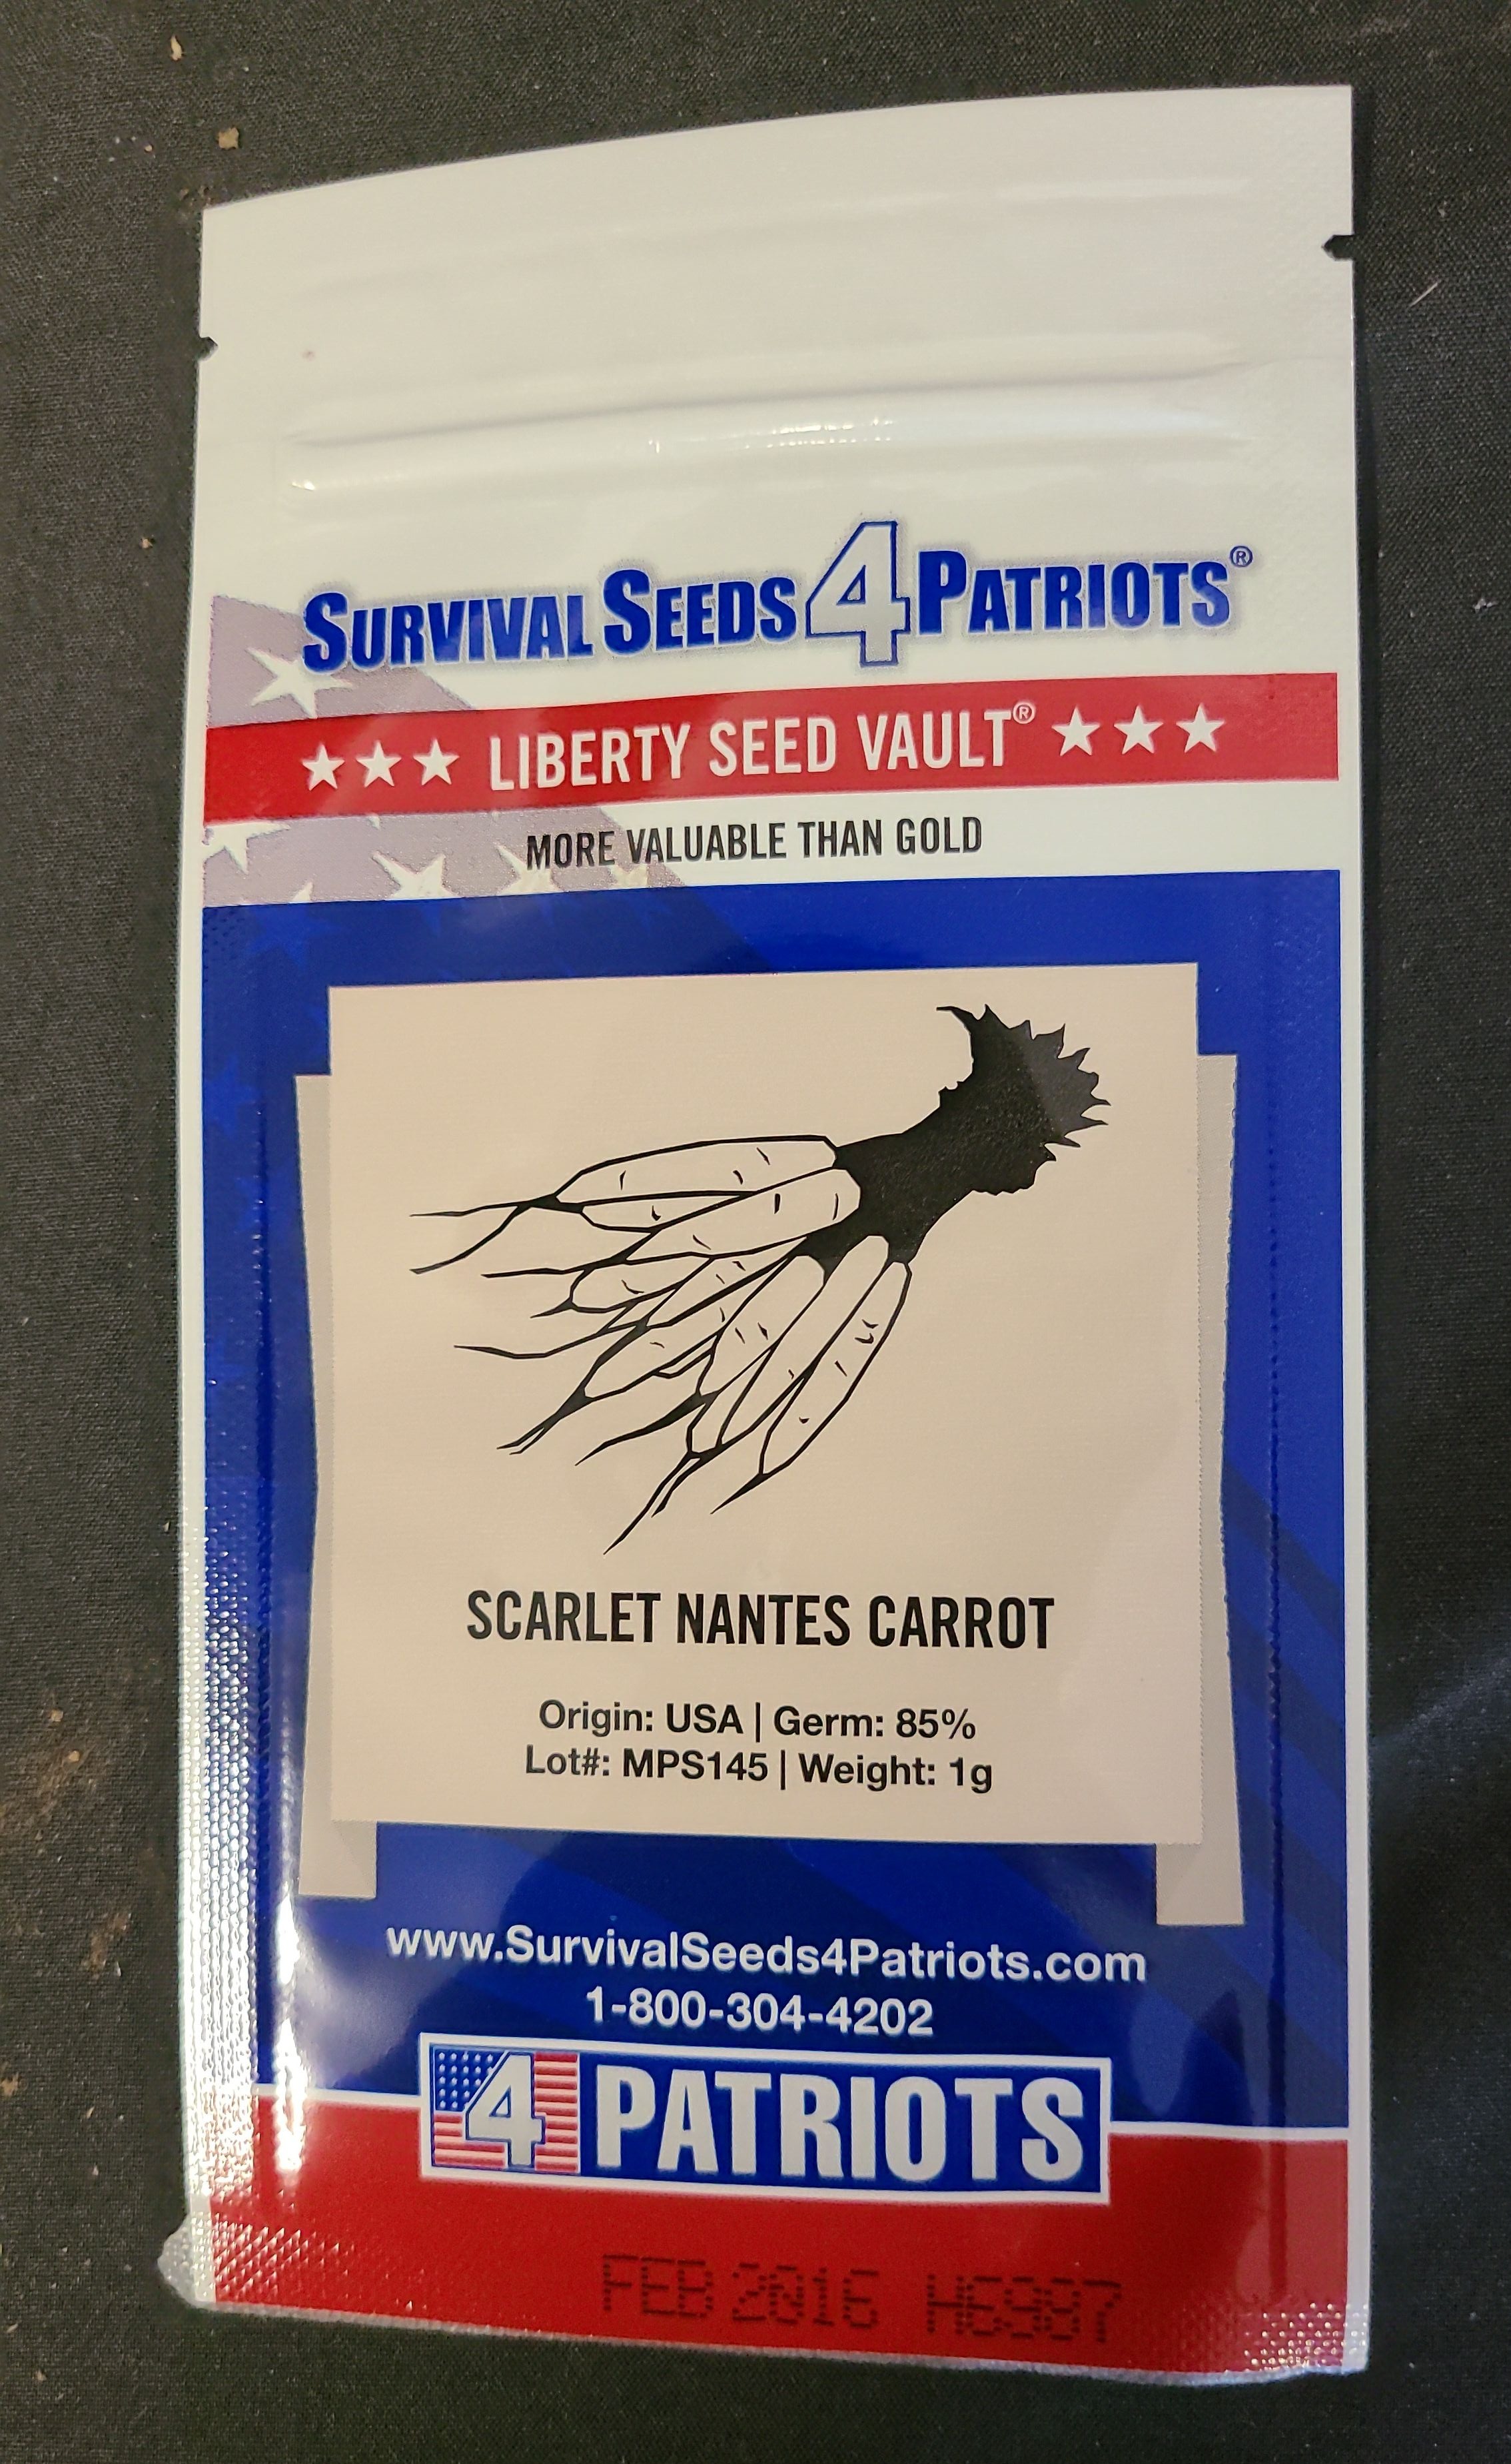 SURVIVAL SEEDS 4 PATRIOTS®
★★★ LIBERTY SEED VAULT® ★★★
MORE VALUABLE THAN GOLD
SCARLET NANTES CARROT
Origin: USA | Germ: 85%
Lot#: MPS145 | Weight: 1g
www.SurvivalSeeds4Patriots.com
1-800-304-4202
4 PATRIOTS
FEB 2016 H6987